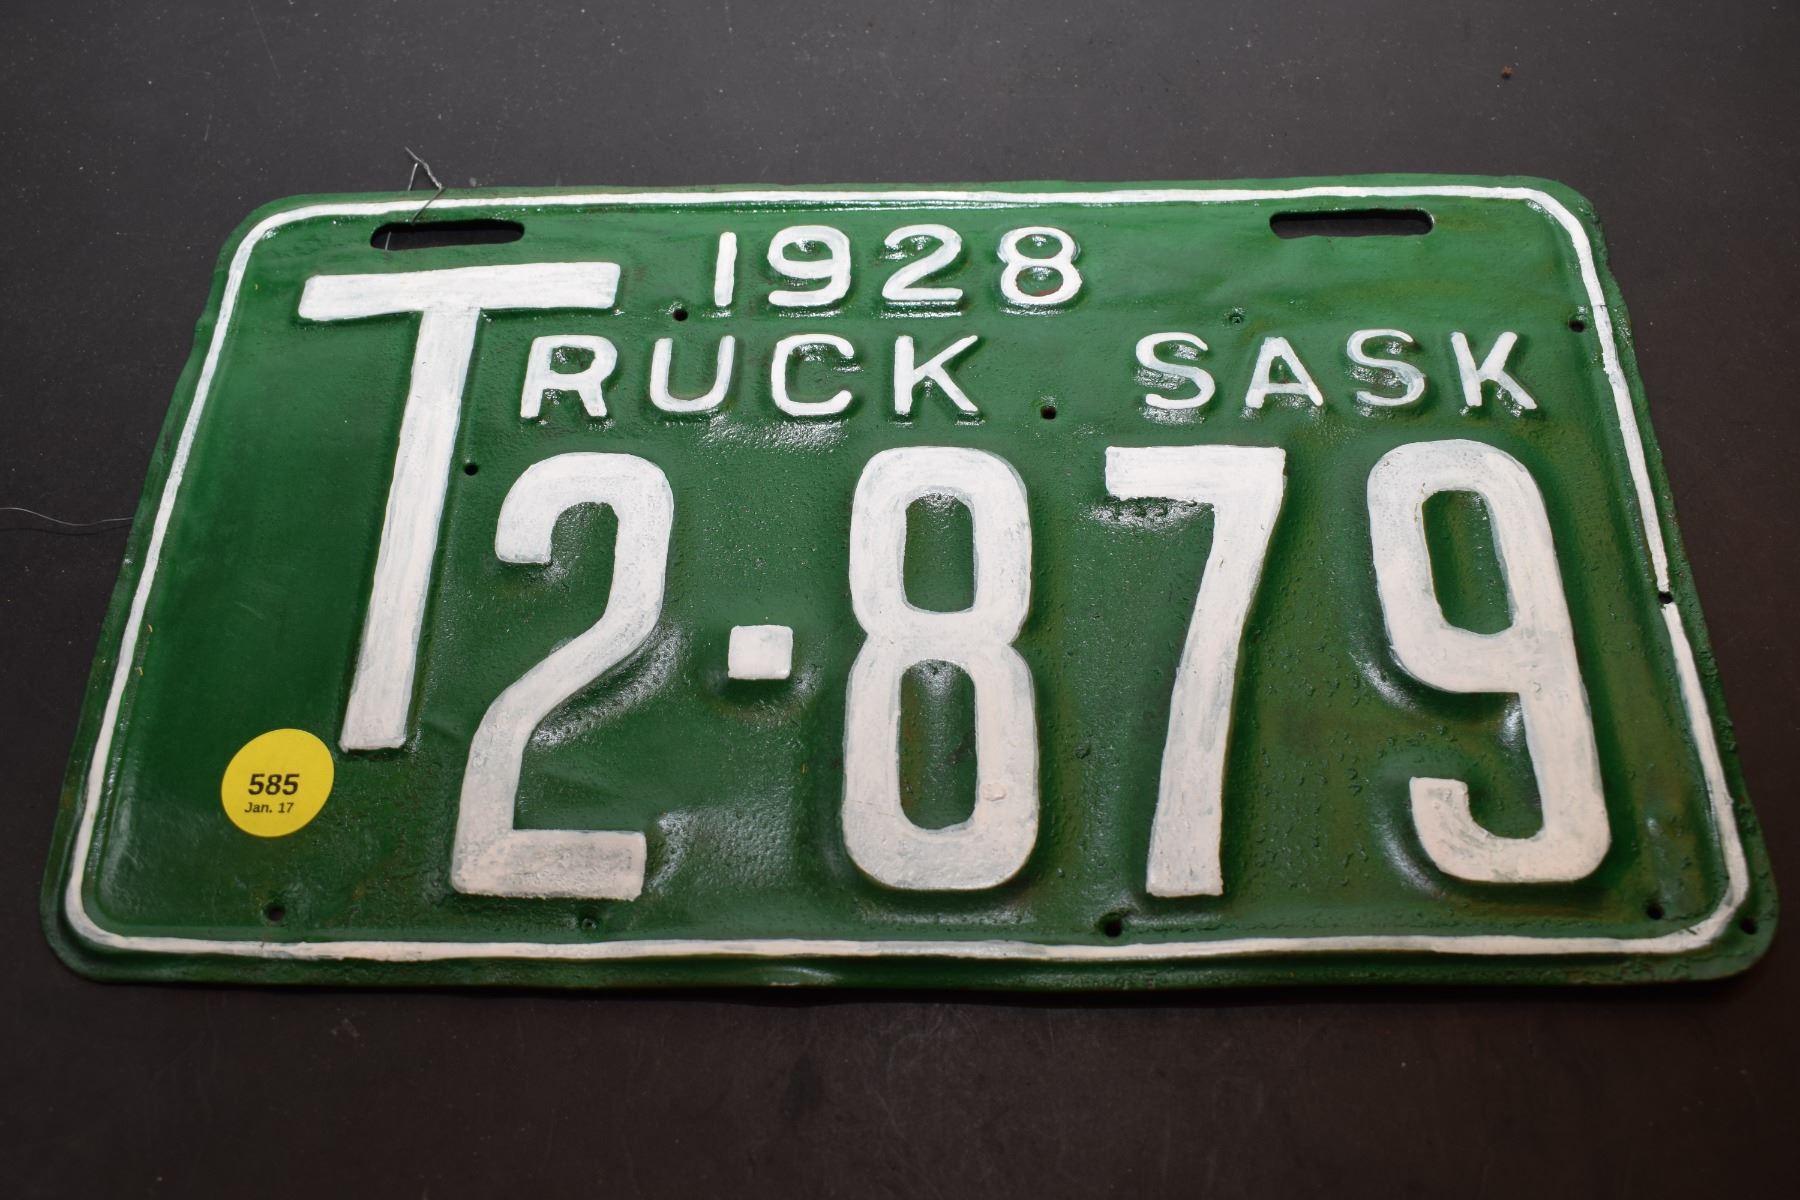 1928
TRUCK SASK
2-879
585
Jan. 17